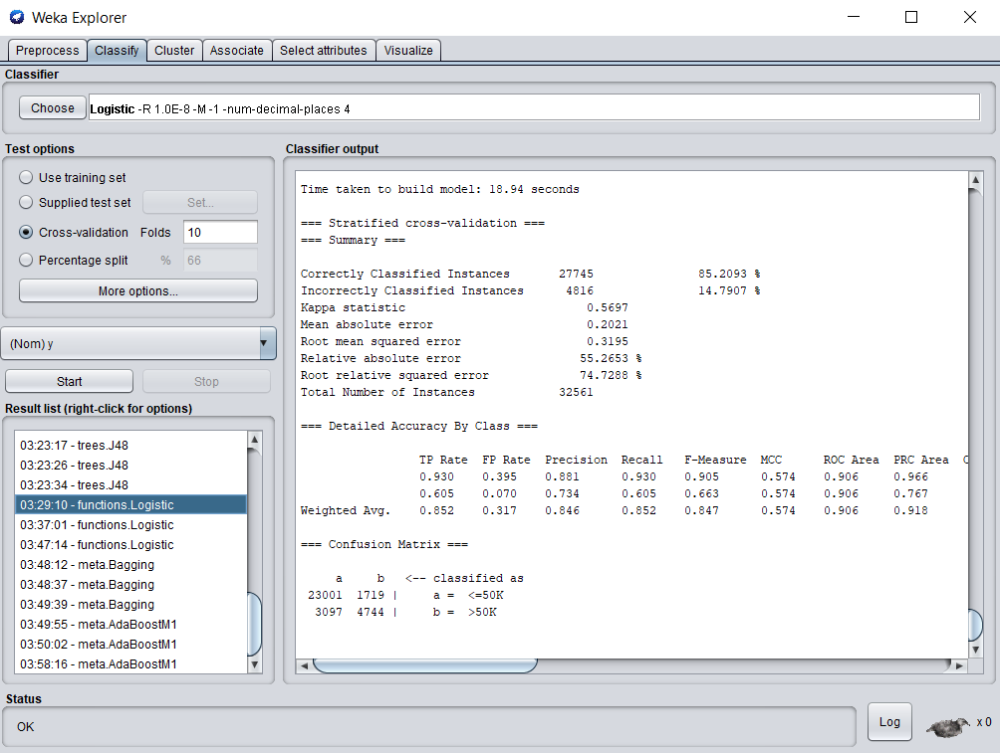 Weka Explorer
Preprocess Classify Cluster Associate Select attributes Visualize
Classifier
Choose Logistic -R 1.0E-8 -M -1 -num-decimal-places 4
Test options
Use training set
Supplied test set Set...
Cross-validation Folds 10
Percentage split % 66
More options...
(Nom) y
Start Stop
Result list (right-click for options)
03:23:17 - trees.J48
03:23:26 - trees.J48
03:23:34 - trees.J48
03:29:10 - functions.Logistic
03:37:01 - functions.Logistic
03:47:14 - functions.Logistic
03:48:12 - meta.Bagging
03:48:37 - meta.Bagging
03:49:39 - meta.Bagging
03:49:55 - meta.AdaBoostM1
03:50:02 - meta.AdaBoostM1
03:58:16 - meta.AdaBoostM1
Classifier output
Time taken to build model: 18.94 seconds
=== Stratified cross-validation ===
=== Summary ===
Correctly Classified Instances 27745 85.2093 %
Incorrectly Classified Instances 4816 14.7907 %
Kappa statistic 0.5697
Mean absolute error 0.2021
Root mean squared error 0.3195
Relative absolute error 55.2653 %
Root relative squared error 74.7288 %
Total Number of Instances 32561
=== Detailed Accuracy By Class ===
TP Rate FP Rate Precision Recall F-Measure MCC ROC Area PRC Area C
0.930 0.395 0.881 0.930 0.905 0.574 0.906 0.966
0.605 0.070 0.734 0.605 0.663 0.574 0.906 0.767
Weighted Avg. 0.852 0.317 0.846 0.852 0.847 0.574 0.906 0.918
=== Confusion Matrix ===
a b <-- classified as
23001 1719 | a = <=50K
3097 4744 | b = >50K
Status
OK
Log x 0